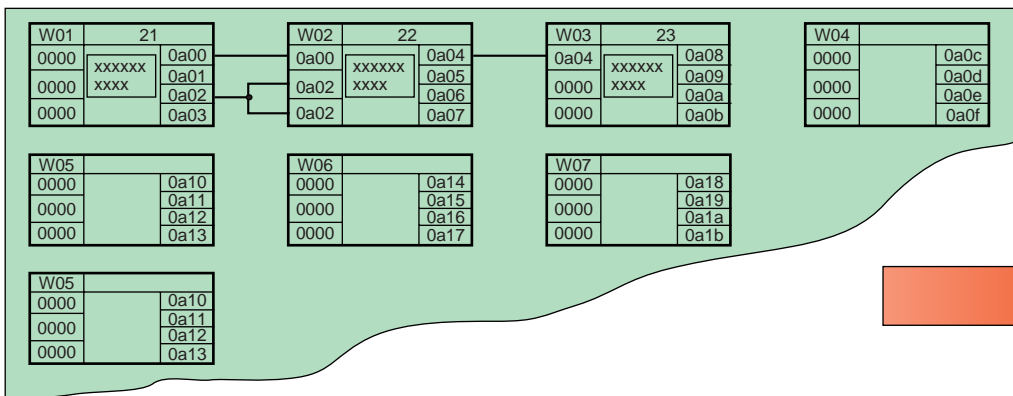 W01 21
0000 xxxxxx xxxx 0a00
0a01
0000 0a02
0000 0a03
W02 22
0a00 xxxxxx xxxx 0a04
0a05
0a02 0a06
0a02 0a07
W03 23
0a04 xxxxxx xxxx 0a08
0a09
0000 0a0a
0000 0a0b
W04
0000 0a0c
0a0d
0000 0a0e
0000 0a0f
W05
0000 0a10
0a11
0000 0a12
0000 0a13
W06
0000 0a14
0a15
0000 0a16
0000 0a17
W07
0000 0a18
0a19
0000 0a1a
0000 0a1b
W05
0000 0a10
0a11
0000 0a12
0000 0a13